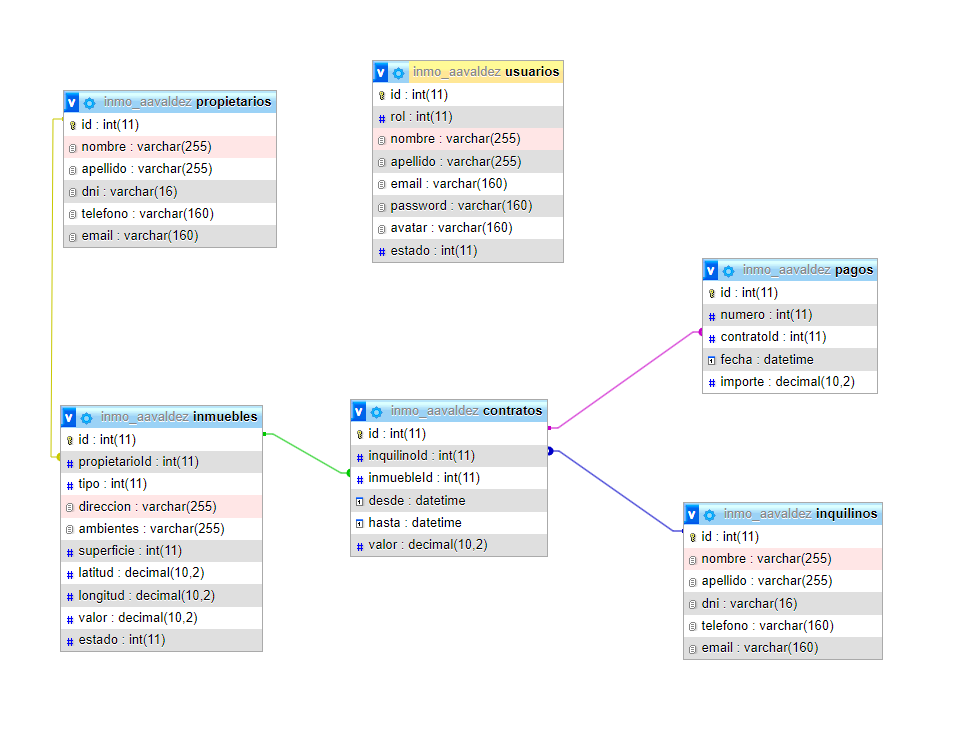 v inmo_aavaldez propietarios
id : int(11)
nombre : varchar(255)
apellido : varchar(255)
dni : varchar(16)
telefono : varchar(160)
email : varchar(160)
v inmo_aavaldez usuarios
id : int(11)
# rol : int(11)
nombre : varchar(255)
apellido : varchar(255)
email : varchar(160)
password : varchar(160)
avatar : varchar(160)
# estado : int(11)
v inmo_aavaldez pagos
id : int(11)
# numero : int(11)
# contratoId : int(11)
fecha : datetime
# importe : decimal(10,2)
v inmo_aavaldez inmuebles
id : int(11)
# propietarioId : int(11)
# tipo : int(11)
direccion : varchar(255)
ambientes : varchar(255)
# superficie : int(11)
# latitud : decimal(10,2)
# longitud : decimal(10,2)
# valor : decimal(10,2)
# estado : int(11)
v inmo_aavaldez contratos
id : int(11)
# inquilinoId : int(11)
# inmuebleId : int(11)
desde : datetime
hasta : datetime
# valor : decimal(10,2)
v inmo_aavaldez inquilinos
id : int(11)
nombre : varchar(255)
apellido : varchar(255)
dni : varchar(16)
telefono : varchar(160)
email : varchar(160)